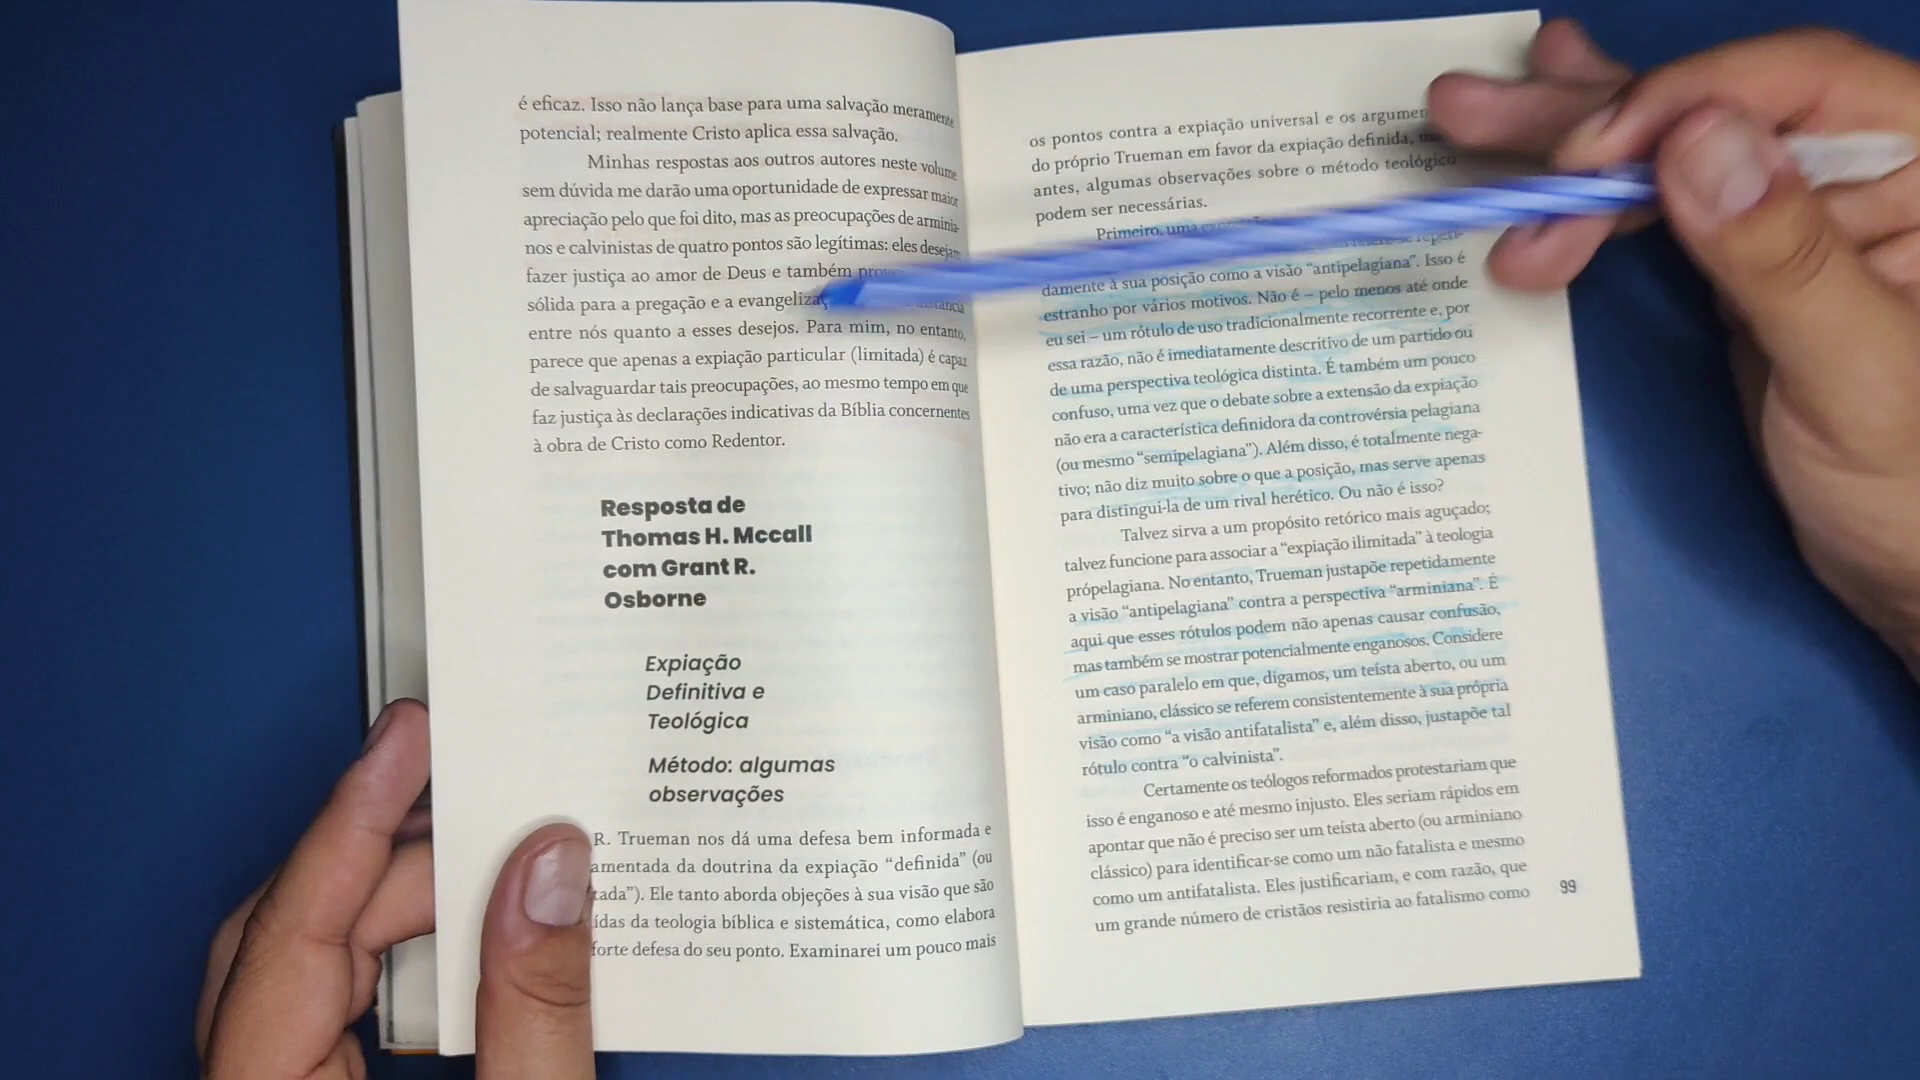 é eficaz. Isso não lança base para uma salvação meramente
potencial; realmente Cristo aplica essa salvação.
Minhas respostas aos outros autores neste volume
sem dúvida me darão uma oportunidade de expressar maior
apreciação pelo que foi dito, mas as preocupações de arminia-
nos e calvinistas de quatro pontos são legítimas: eles desejam
fazer justiça ao amor de Deus e também
sólida para a pregação e a
entre nós quanto a esses desejos. Para mim, no entanto,
parece que apenas a expiação particular (limitada) é capaz
de salvaguardar tais preocupações, ao mesmo tempo em que
faz justiça às declarações indicativas da Bíblia concernentes
à obra de Cristo como Redentor.
Resposta de
Thomas H. Mccall
com Grant R.
Osborne
Expiação
Definitiva e
Teológica
Método: algumas
observações
R. Trueman nos dá uma defesa bem informada e
amentada da doutrina da expiação “definida” (ou
tada”). Ele tanto aborda objeções à sua visão que são
ídas da teologia bíblica e sistemática, como elabora
forte defesa do seu ponto. Examinarei um pouco mais
os pontos contra a expiação universal e os
do próprio Trueman em favor da expiação definida,
antes, algumas observações sobre o método teológico
podem ser necessárias.
Primeiro, uma
damente à sua posição como a visão “antipelagiana”. Isso é
estranho por vários motivos. Não é – pelo menos até onde
eu sei – um rótulo de uso tradicionalmente recorrente e, por
essa razão, não é imediatamente descritivo de um partido ou
de uma perspectiva teológica distinta. É também um pouco
confuso, uma vez que o debate sobre a extensão da expiação
não era a característica definidora da controvérsia pelagiana
(ou mesmo “semipelagiana”). Além disso, é totalmente nega-
tivo; não diz muito sobre o que a posição, mas serve apenas
para distingui-la de um rival herético. Ou não é isso?
Talvez sirva a um propósito retórico mais aguçado;
talvez funcione para associar a “expiação ilimitada” à teologia
própelagiana. No entanto, Trueman justapõe repetidamente
a visão “antipelagiana” contra a perspectiva “arminiana”. É
aqui que esses rótulos podem não apenas causar confusão,
mas também se mostrar potencialmente enganosos. Considere
um caso paralelo em que, digamos, um teísta aberto, ou um
arminiano, clássico se referem consistentemente à sua própria
visão como “a visão antifatalista” e, além disso, justapõe tal
rótulo contra “o calvinista”.
Certamente os teólogos reformados protestariam que
isso é enganoso e até mesmo injusto. Eles seriam rápidos em
apontar que não é preciso ser um teísta aberto (ou arminiano
clássico) para identificar-se como um não fatalista e mesmo
como um antifatalista. Eles justificariam, e com razão, que
um grande número de cristãos resistiria ao fatalismo como
99